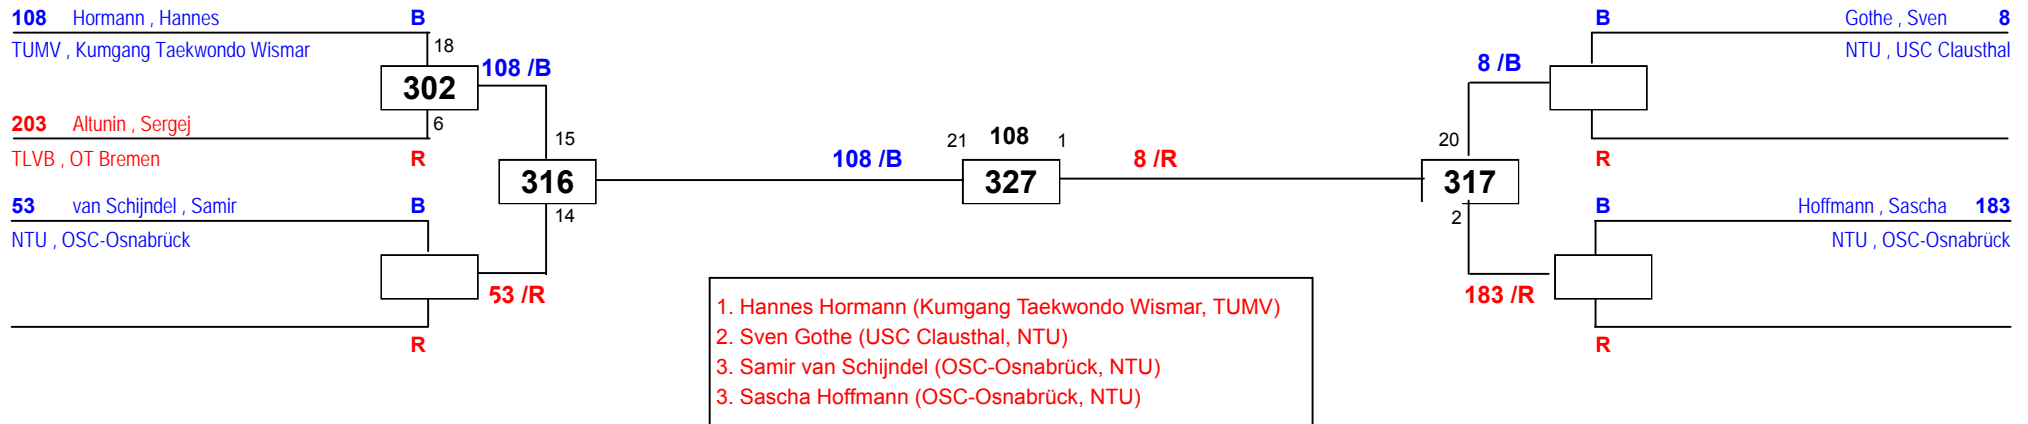 108 Hormann , Hannes B
TUMV , Kumgang Taekwondo Wismar
18
302
108 /B
6
203 Altunin , Sergej
TLVB , OT Bremen R
15
316
14
53 van Schijndel , Samir B
NTU , OSC-Osnabrück
53 /R
R
108 /B
21 108 1
327
8 /R
B Gothe , Sven 8
NTU , USC Clausthal
8 /B
R
20
317
2
B Hoffmann , Sascha 183
NTU , OSC-Osnabrück
183 /R
R
1. Hannes Hormann (Kumgang Taekwondo Wismar, TUMV)
2. Sven Gothe (USC Clausthal, NTU)
3. Samir van Schijndel (OSC-Osnabrück, NTU)
3. Sascha Hoffmann (OSC-Osnabrück, NTU)